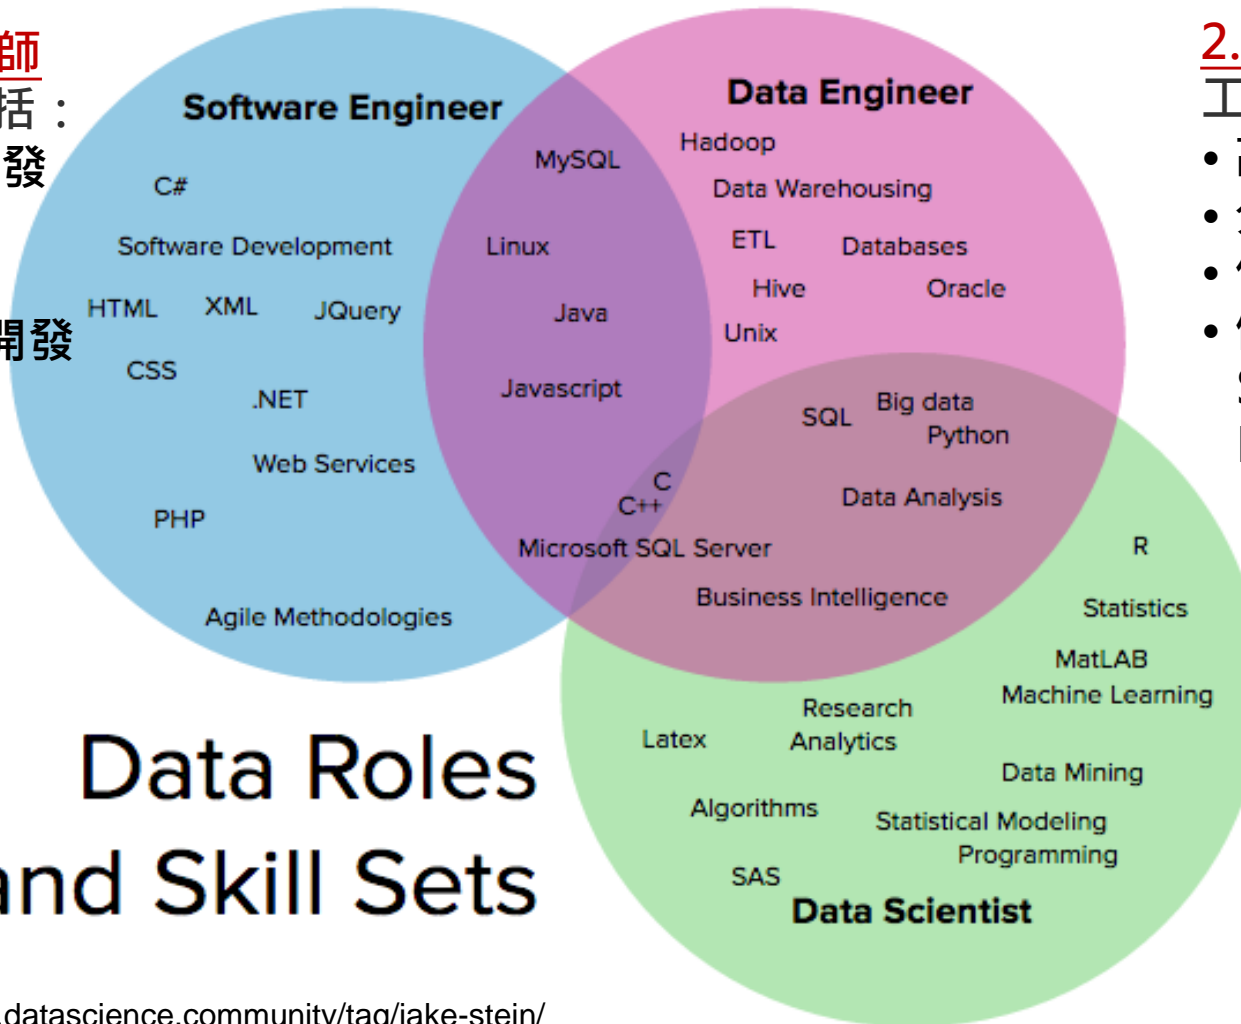 師
括：
發
開發
Software Engineer
C#
Software Development
HTML
XML
JQuery
CSS
.NET
Web Services
PHP
Agile Methodologies
MySQL
Linux
Java
Javascript
C
C++
Microsoft SQL Server
Data Engineer
Hadoop
Data Warehousing
ETL
Databases
Hive
Oracle
Unix
SQL
Big data
Python
Data Analysis
Business Intelligence
R
Statistics
MatLAB
Machine Learning
Research
Analytics
Latex
Data Mining
Algorithms
Statistical Modeling
Programming
SAS
Data Scientist
Data Roles
and Skill Sets
.datascience.community/tag/jake-stein/
2.
工